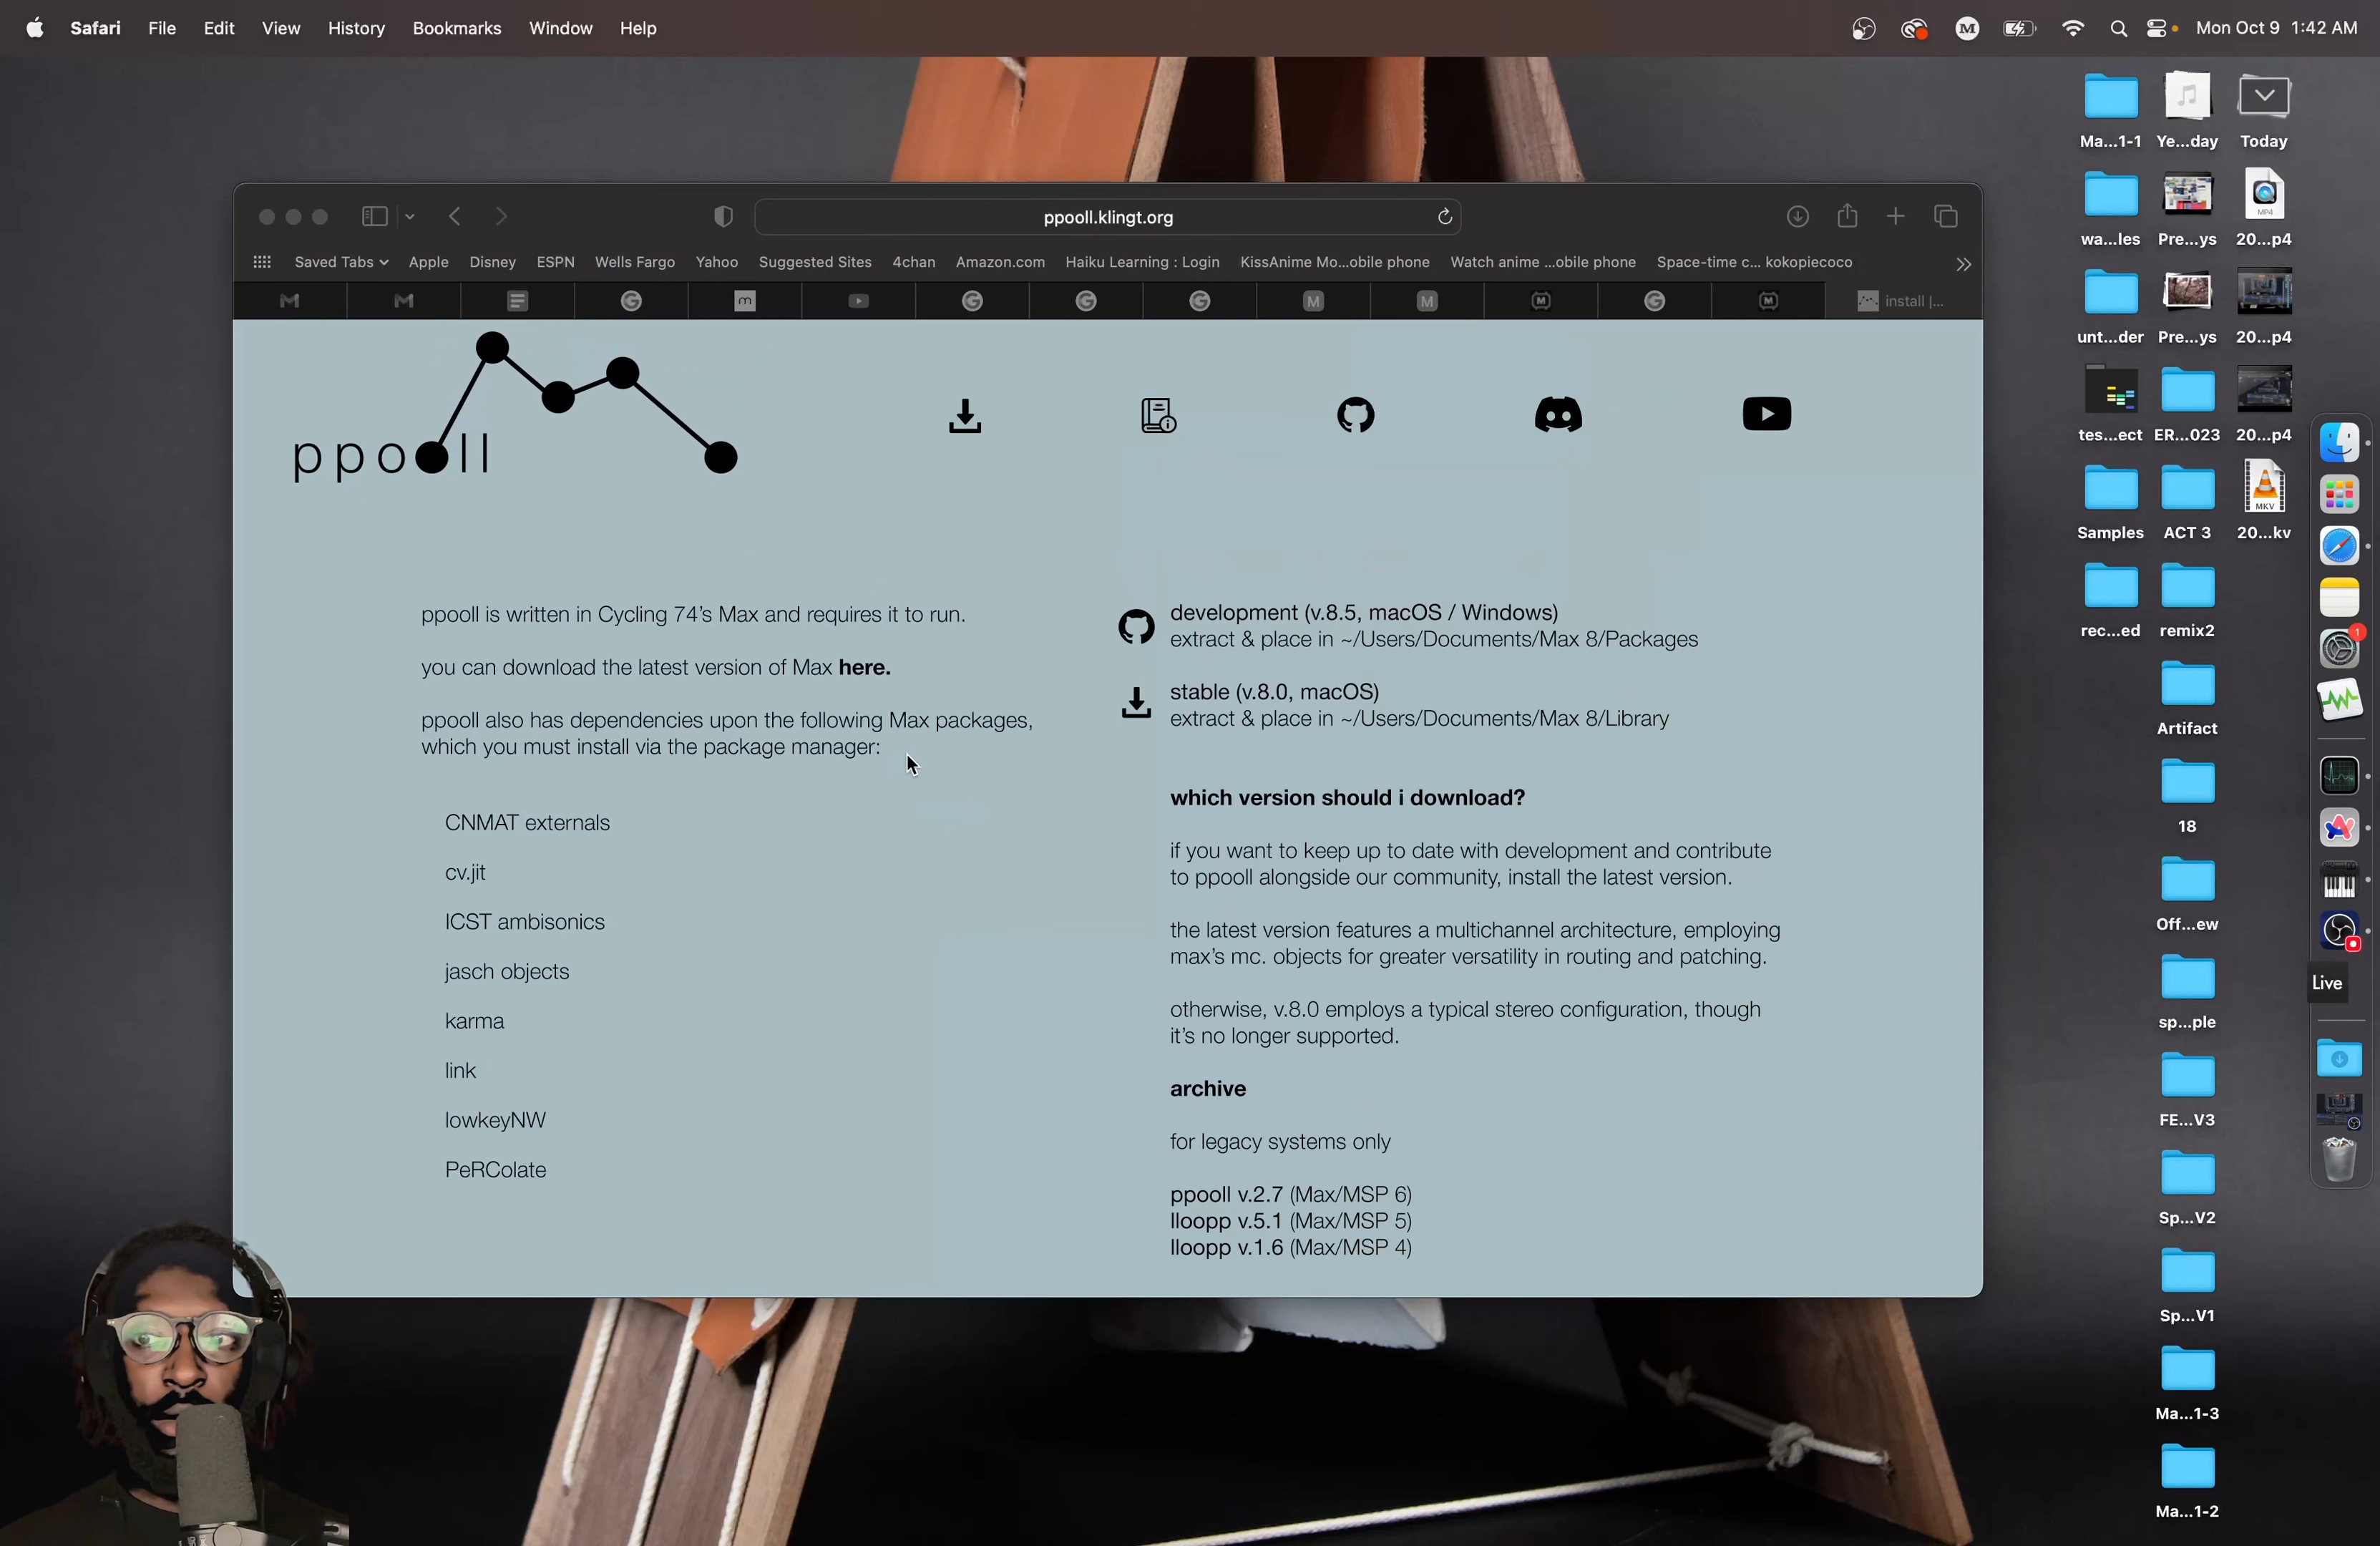 Safari File Edit View History Bookmarks Window Help
Mon Oct 9 1:42 AM
ppooll.klingt.org
Saved Tabs Apple Disney ESPN Wells Fargo Yahoo Suggested Sites 4chan Amazon.com Haiku Learning : Login KissAnime Mo...obile phone Watch anime ...obile phone Space-time c... kokopiecoco
install |...
ppooll
ppooll is written in Cycling 74's Max and requires it to run.
you can download the latest version of Max here.
ppooll also has dependencies upon the following Max packages,
which you must install via the package manager:
CNMAT externals
cv.jit
ICST ambisonics
jasch objects
karma
link
lowkeyNW
PeRColate
development (v.8.5, macOS / Windows)
extract & place in ~/Users/Documents/Max 8/Packages
stable (v.8.0, macOS)
extract & place in ~/Users/Documents/Max 8/Library
which version should i download?
if you want to keep up to date with development and contribute
to ppooll alongside our community, install the latest version.
the latest version features a multichannel architecture, employing
max's mc. objects for greater versatility in routing and patching.
otherwise, v.8.0 employs a typical stereo configuration, though
it's no longer supported.
archive
for legacy systems only
ppooll v.2.7 (Max/MSP 6)
lloopp v.5.1 (Max/MSP 5)
lloopp v.1.6 (Max/MSP 4)
Ma...1-1 Ye...day Today
MP4
wa...les Pre...ys 20...p4
unt...der Pre...ys 20...p4
tes...ect ER...023 20...p4
MKV
Samples ACT 3 20...kv
rec...ed remix2
1
Artifact
18
Off...ew
Live
sp...ple
FE...V3
Sp...V2
Sp...V1
Ma...1-3
Ma...1-2